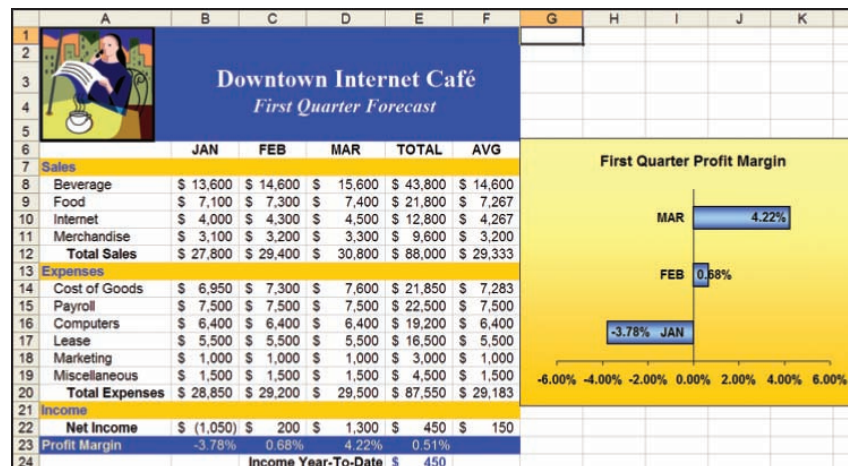 A B C D E F G H I J K
1
2
3 Downtown Internet Café
4 First Quarter Forecast
5
6 JAN FEB MAR TOTAL AVG
7 Sales
8 Beverage $ 13,600 $ 14,600 $ 15,600 $ 43,800 $ 14,600
9 Food $ 7,100 $ 7,300 $ 7,400 $ 21,800 $ 7,267
10 Internet $ 4,000 $ 4,300 $ 4,500 $ 12,800 $ 4,267
11 Merchandise $ 3,100 $ 3,200 $ 3,300 $ 9,600 $ 3,200
12 Total Sales $ 27,800 $ 29,400 $ 30,800 $ 88,000 $ 29,333
13 Expenses
14 Cost of Goods $ 6,950 $ 7,300 $ 7,600 $ 21,850 $ 7,283
15 Payroll $ 7,500 $ 7,500 $ 7,500 $ 22,500 $ 7,500
16 Computers $ 6,400 $ 6,400 $ 6,400 $ 19,200 $ 6,400
17 Lease $ 5,500 $ 5,500 $ 5,500 $ 16,500 $ 5,500
18 Marketing $ 1,000 $ 1,000 $ 1,000 $ 3,000 $ 1,000
19 Miscellaneous $ 1,500 $ 1,500 $ 1,500 $ 4,500 $ 1,500
20 Total Expenses $ 28,850 $ 29,200 $ 29,500 $ 87,550 $ 29,183
21 Income
22 Net Income $ (1,050) $ 200 $ 1,300 $ 450 $ 150
23 Profit Margin -3.78% 0.68% 4.22% 0.51%
24 Income Year-To-Date $ 450
First Quarter Profit Margin
MAR 4.22%
FEB 0.68%
-3.78% JAN
-6.00% -4.00% -2.00% 0.00% 2.00% 4.00% 6.00%